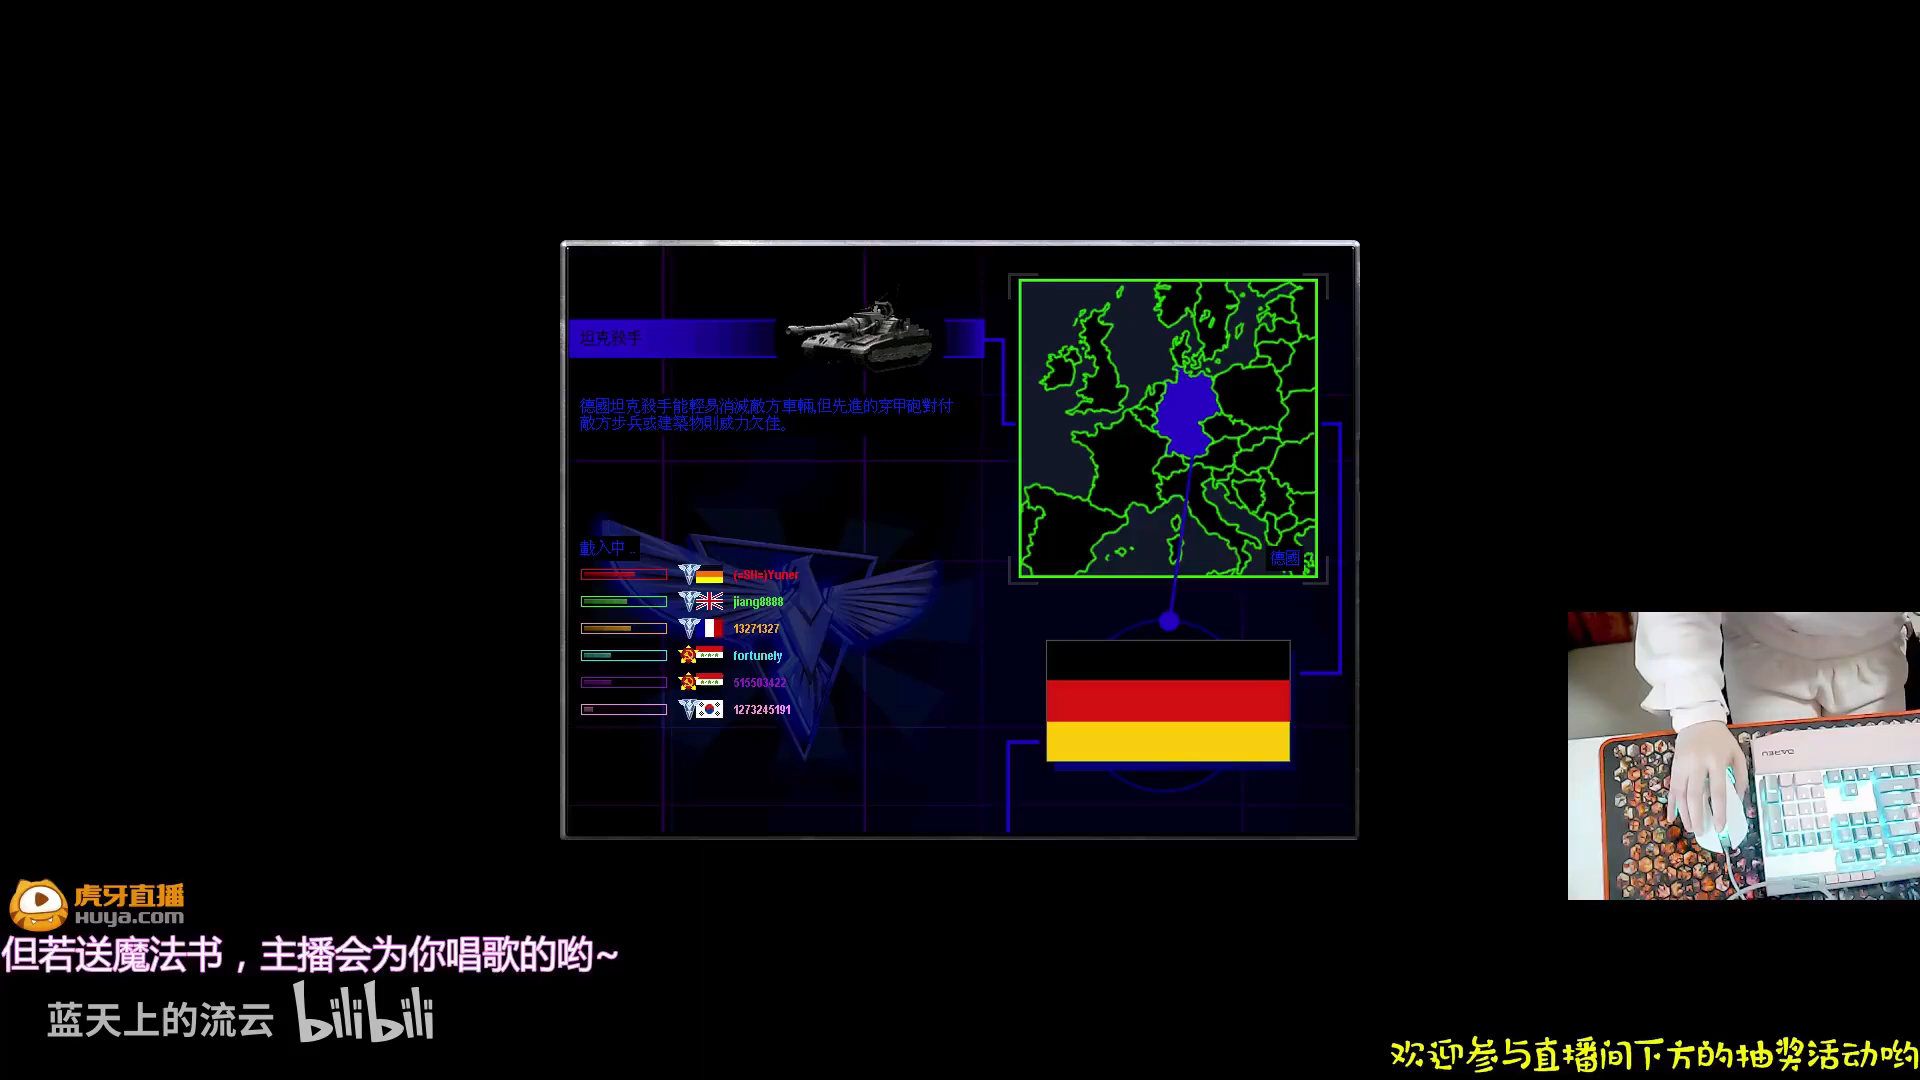 坦克殺手
德國坦克殺手能輕易消滅敵方車輛,但先進的穿甲砲對付
敵方步兵或建築物則威力欠佳。
德國
載入中..
(=SH=)Yuner
jiang8888
13271327
fortunely
515503422
1273245191
DAREU
虎牙直播
HUYA.COM
但若送魔法书，主播会为你唱歌的哟~
蓝天上的流云 bilibili
欢迎参与直播间下方的抽奖活动哟